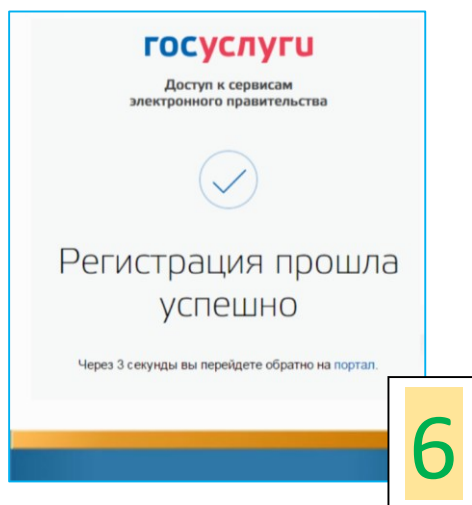 госуслуги
Доступ к сервисам
электронного правительства
Регистрация прошла
успешно
Через 3 секунды вы перейдете обратно на портал.
6